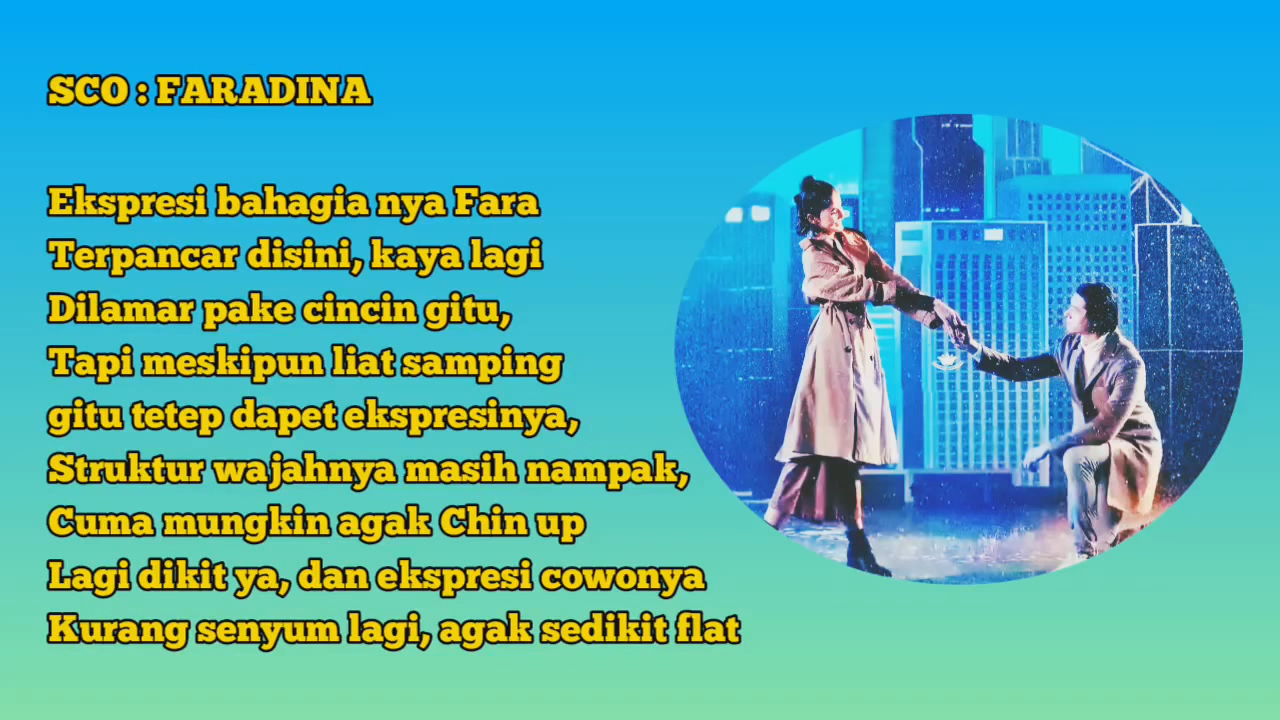 SCO : FARADINA
Ekspresi bahagia nya Fara
Terpancar disini, kaya lagi
Dilamar pake cincin gitu,
Tapi meskipun liat samping
gitu tetep dapet ekspresinya,
Struktur wajahnya masih nampak,
Cuma mungkin agak Chin up
Lagi dikit ya, dan ekspresi cowonya
Kurang senyum lagi, agak sedikit flat